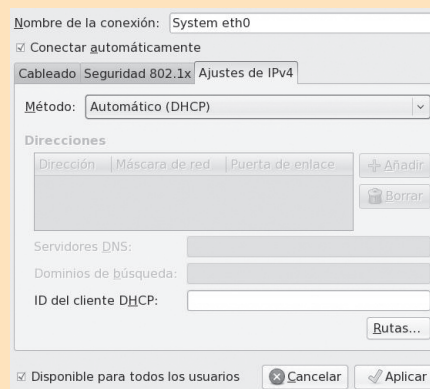 Nombre de la conexión: System eth0
Conectar automáticamente
Cableado Seguridad 802.1x Ajustes de IPv4
Método: Automático (DHCP)
Direcciones
Dirección Máscara de red Puerta de enlace Añadir
Borrar
Servidores DNS:
Dominios de búsqueda:
ID del cliente DHCP:
Rutas...
Disponible para todos los usuarios Cancelar Aplicar